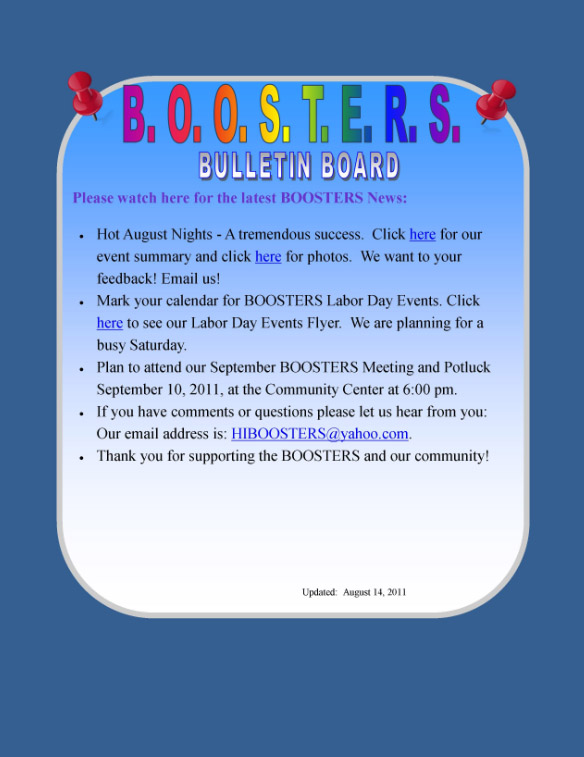 B. O. O. S. T. E. R. S.
BULLETIN BOARD
Please watch here for the latest BOOSTERS News:
• Hot August Nights - A tremendous success. Click here for our
event summary and click here for photos. We want to your
feedback! Email us!
• Mark your calendar for BOOSTERS Labor Day Events. Click
here to see our Labor Day Events Flyer. We are planning for a
busy Saturday.
• Plan to attend our September BOOSTERS Meeting and Potluck
September 10, 2011, at the Community Center at 6:00 pm.
• If you have comments or questions please let us hear from you:
Our email address is: HIBOOSTERS@yahoo.com.
• Thank you for supporting the BOOSTERS and our community!
Updated: August 14, 2011